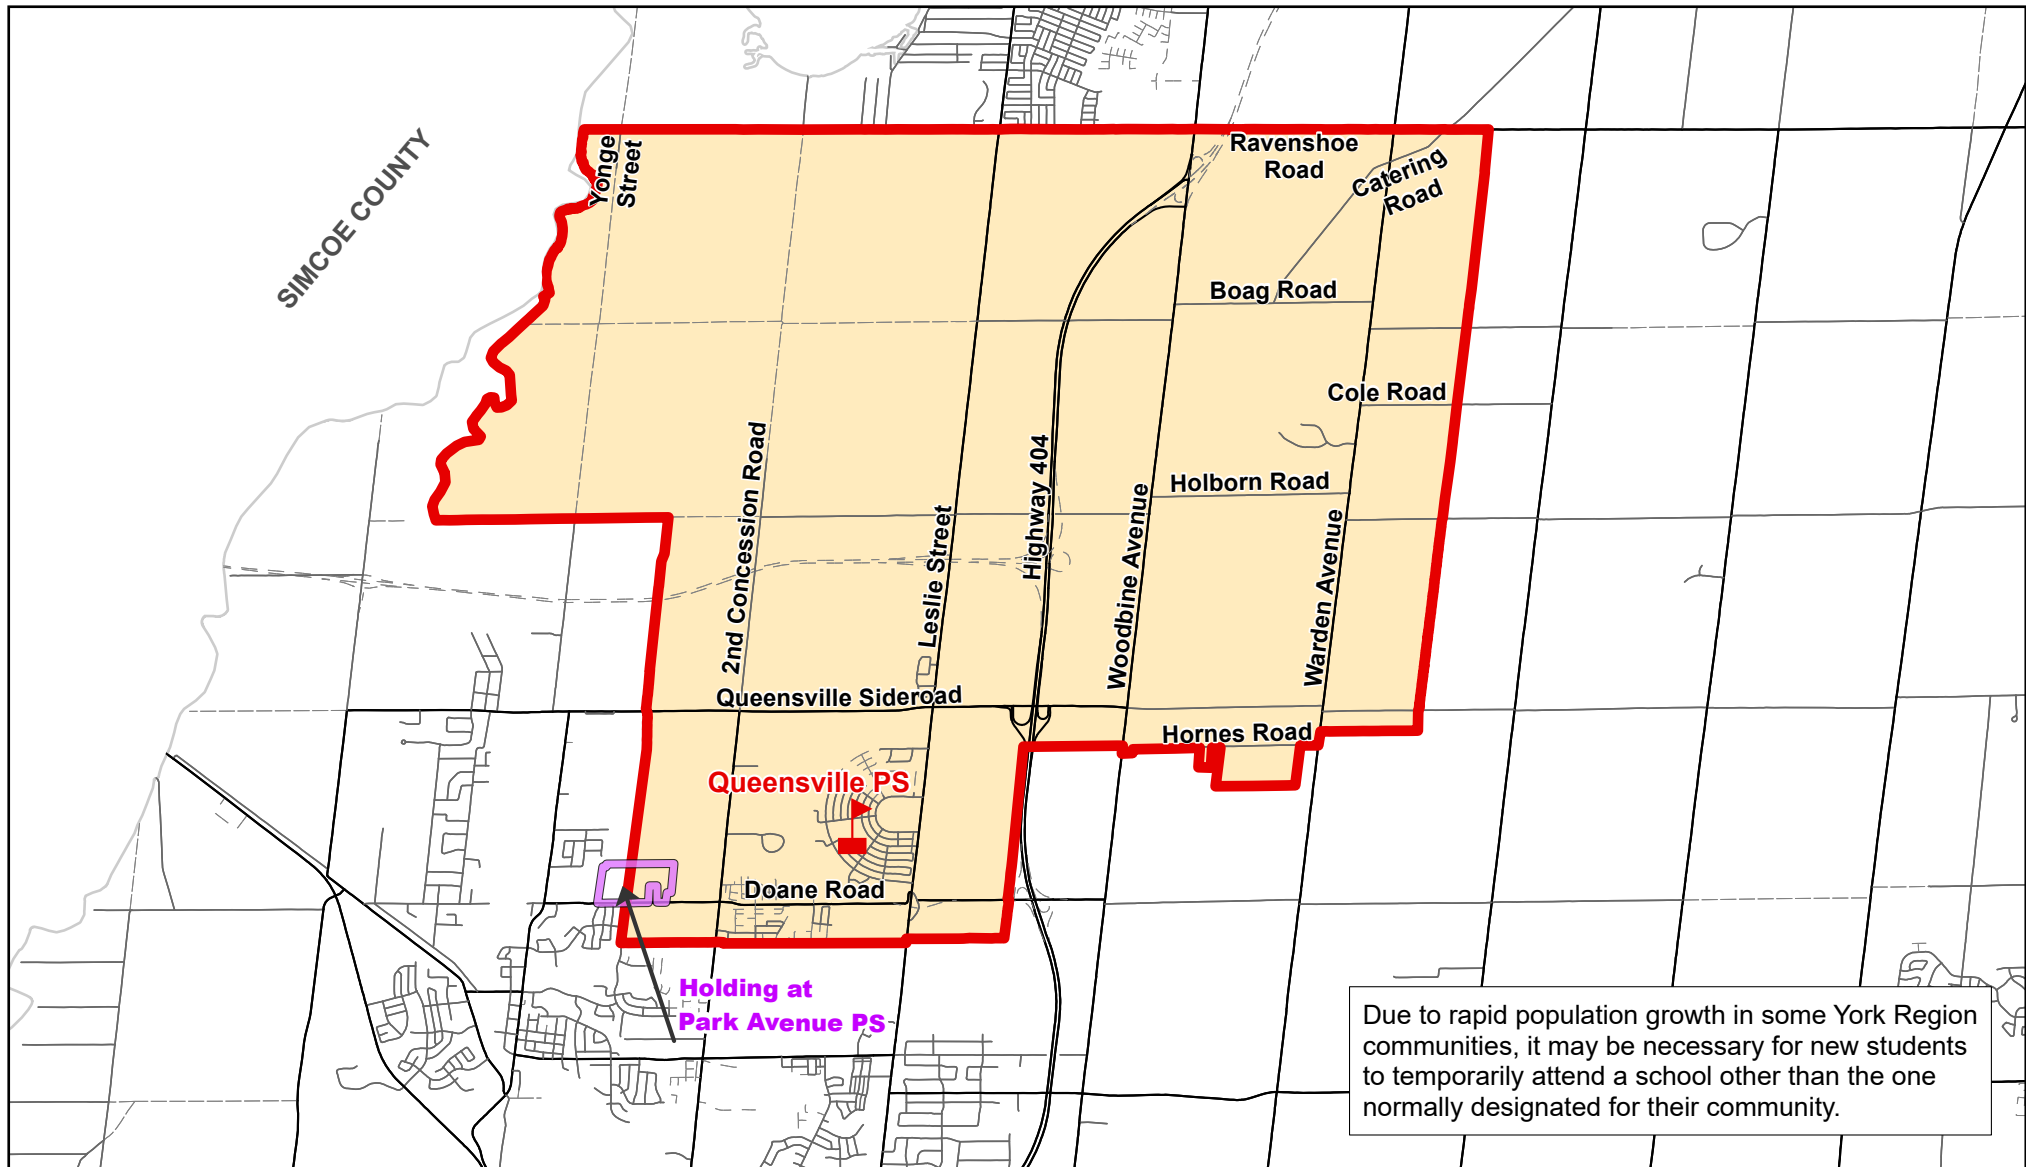 SIMCOE COUNTY
Yonge
Street
Ravenshoe
Road
Catering
Road
Boag Road
Cole Road
Holborn Road
2nd Concession Road
Leslie Street
Highway 404
Woodbine Avenue
Warden Avenue
Queensville Sideroad
Hornes Road
Queensville PS
Doane Road
Holding at
Park Avenue PS
Due to rapid population growth in some York Region
communities, it may be necessary for new students
to temporarily attend a school other than the one
normally designated for their community.